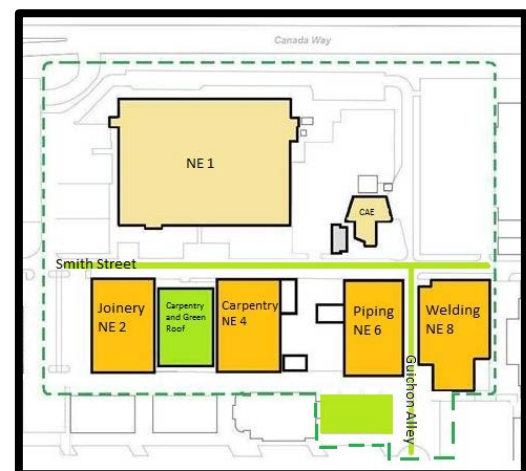 Canada Way
NE 1
CAE
Smith Street
Joinery
NE 2
Carpentry
and Green
Roof
Carpentry
NE 4
Piping
NE 6
Welding
NE 8
Guichon Alley